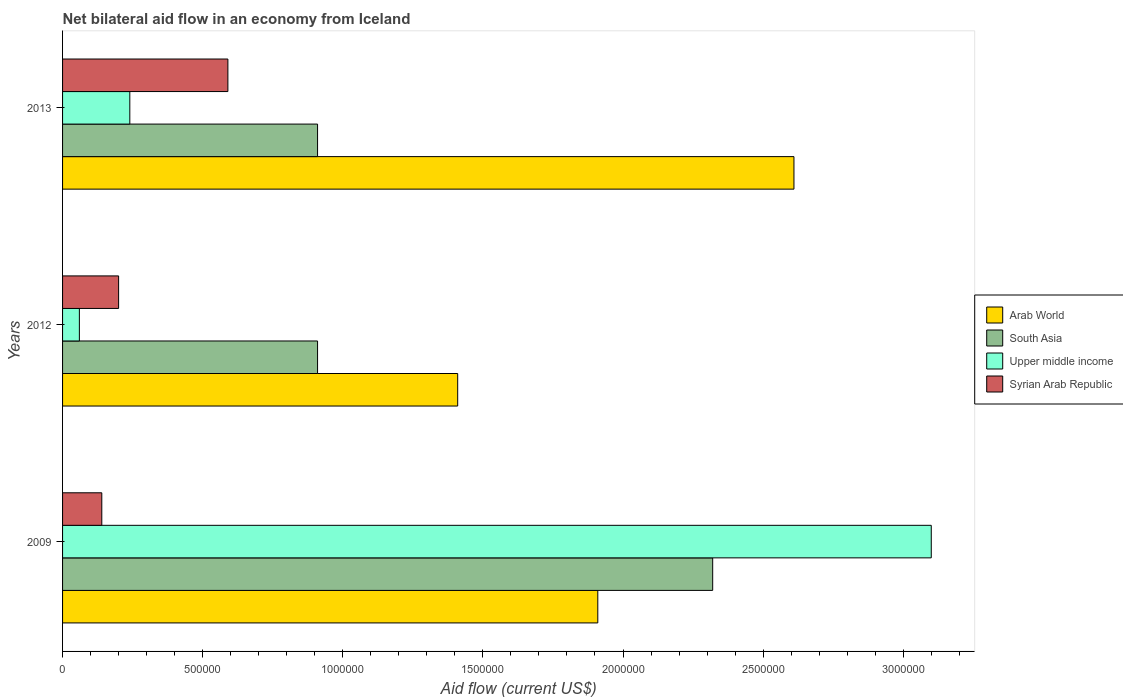 Net bilateral aid flow in an economy from Iceland
2013
2012
2009
Years
0
500000
1000000
1500000
2000000
2500000
3000000
Aid flow (current US$)
Arab World
South Asia
Upper middle income
Syrian Arab Republic